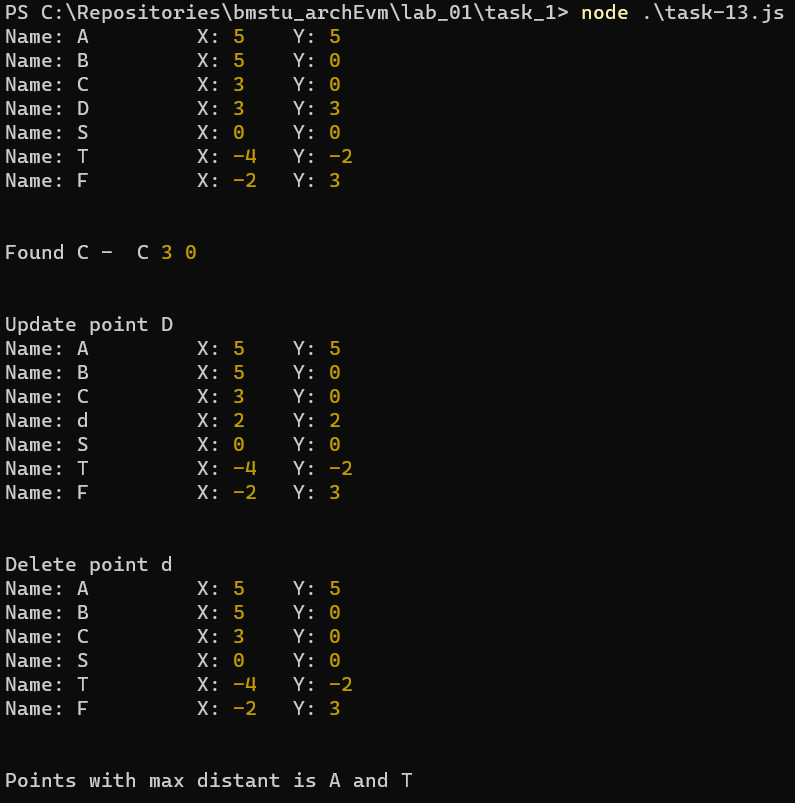 PS C:\Repositories\bmstu_archEvm\lab_01\task_1> node .\task-13.js
Name: A         X: 5    Y: 5
Name: B         X: 5    Y: 0
Name: C         X: 3    Y: 0
Name: D         X: 3    Y: 3
Name: S         X: 0    Y: 0
Name: T         X: -4   Y: -2
Name: F         X: -2   Y: 3
Found C -  C 3 0
Update point D
Name: A         X: 5    Y: 5
Name: B         X: 5    Y: 0
Name: C         X: 3    Y: 0
Name: d         X: 2    Y: 2
Name: S         X: 0    Y: 0
Name: T         X: -4   Y: -2
Name: F         X: -2   Y: 3
Delete point d
Name: A         X: 5    Y: 5
Name: B         X: 5    Y: 0
Name: C         X: 3    Y: 0
Name: S         X: 0    Y: 0
Name: T         X: -4   Y: -2
Name: F         X: -2   Y: 3
Points with max distant is A and T